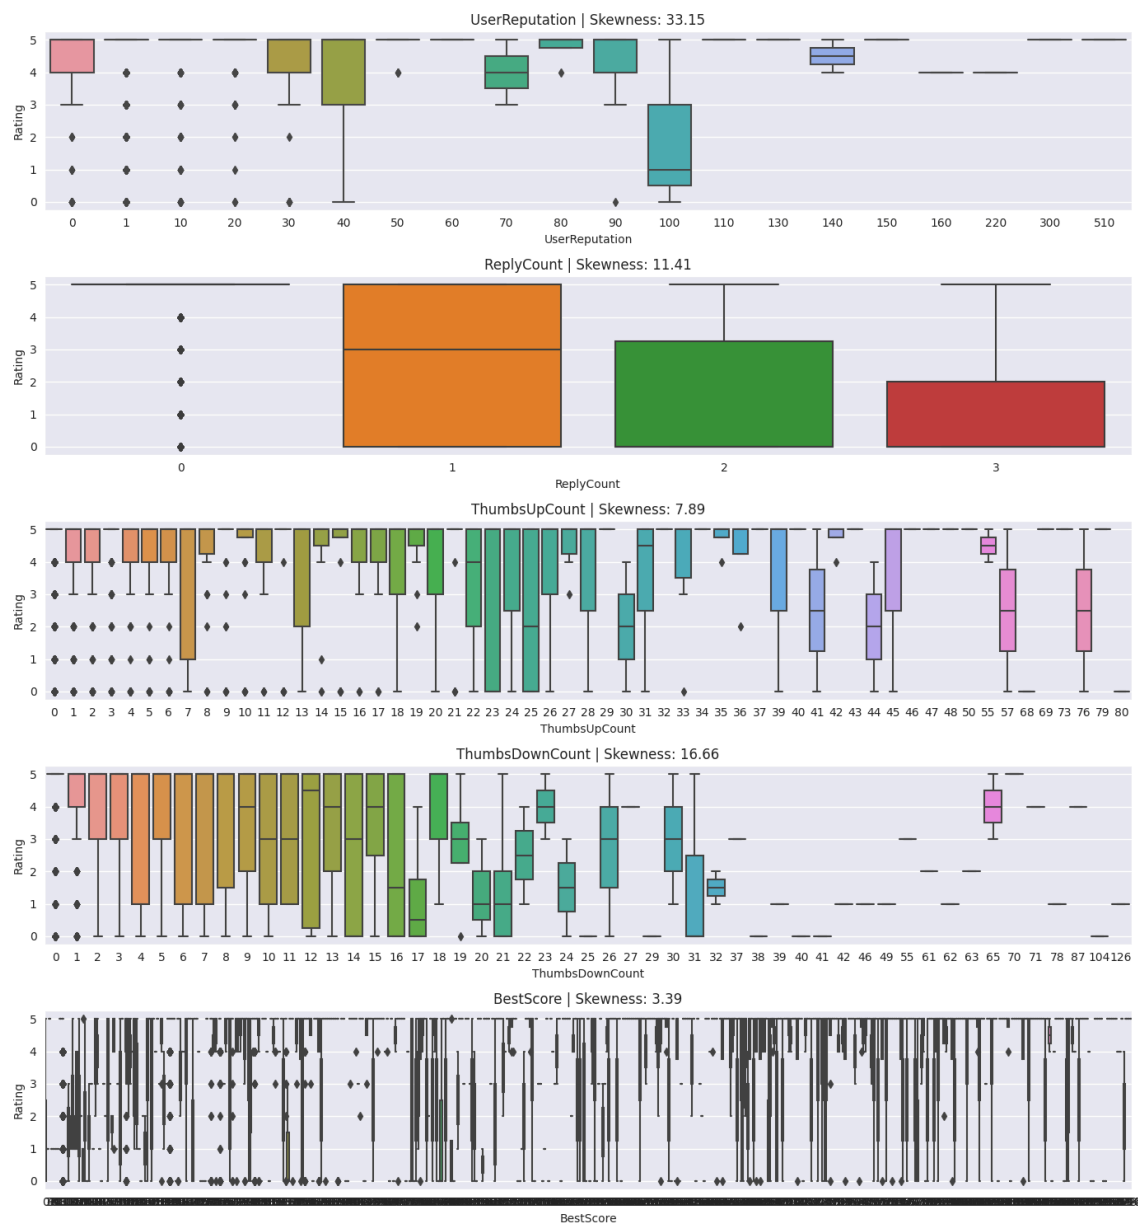 UserReputation | Skewness: 33.15
5
4
3
2
1
0
Rating
0 1 10 20 30 40 50 60 70 80 90 100 110 130 140 150 160 220 300 510
UserReputation
ReplyCount | Skewness: 11.41
5
4
3
2
1
0
Rating
0 1 2 3
ReplyCount
ThumbsUpCount | Skewness: 7.89
5
4
3
2
1
0
Rating
0 1 2 3 4 5 6 7 8 9 10 11 12 13 14 15 16 17 18 19 20 21 22 23 24 25 26 27 28 29 30 31 32 33 34 35 36 37 39 40 41 42 43 44 45 46 47 48 50 55 57 68 69 73 76 79 80
ThumbsUpCount
ThumbsDownCount | Skewness: 16.66
5
4
3
2
1
0
Rating
0 1 2 3 4 5 6 7 8 9 10 11 12 13 14 15 16 17 18 19 20 21 22 23 24 25 26 27 29 30 31 32 37 38 39 40 41 42 46 49 55 61 62 63 65 70 71 78 87 104 126
ThumbsDownCount
BestScore | Skewness: 3.39
5
4
3
2
1
0
Rating
BestScore